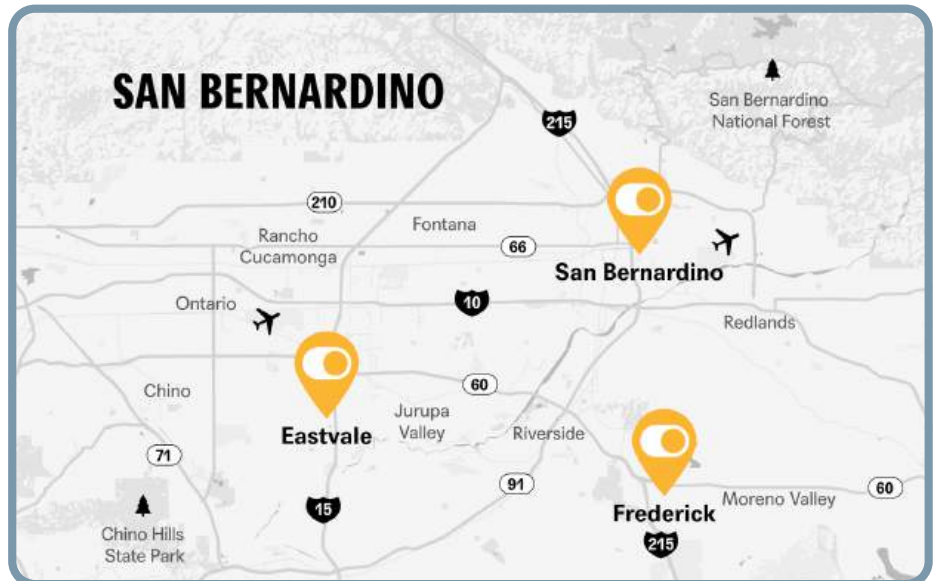 SAN BERNARDINO
San Bernardino
National Forest
215
210
Fontana
Rancho
Cucamonga
66
San Bernardino
Ontario
10
Redlands
60
Chino
Jurupa
Valley
Eastvale
Riverside
71
91
60
Moreno Valley
15
Frederick
Chino Hills
State Park
215